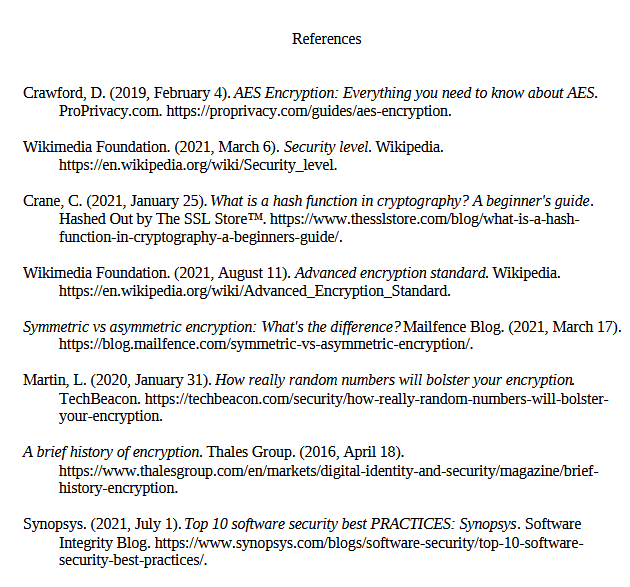 References
Crawford, D. (2019, February 4). AES Encryption: Everything you need to know about AES.
ProPrivacy.com. https://proprivacy.com/guides/aes-encryption.
Wikimedia Foundation. (2021, March 6). Security level. Wikipedia.
https://en.wikipedia.org/wiki/Security_level.
Crane, C. (2021, January 25). What is a hash function in cryptography? A beginner's guide.
Hashed Out by The SSL Store™. https://www.thesslstore.com/blog/what-is-a-hash-
function-in-cryptography-a-beginners-guide/.
Wikimedia Foundation. (2021, August 11). Advanced encryption standard. Wikipedia.
https://en.wikipedia.org/wiki/Advanced_Encryption_Standard.
Symmetric vs asymmetric encryption: What's the difference? Mailfence Blog. (2021, March 17).
https://blog.mailfence.com/symmetric-vs-asymmetric-encryption/.
Martin, L. (2020, January 31). How really random numbers will bolster your encryption.
TechBeacon. https://techbeacon.com/security/how-really-random-numbers-will-bolster-
your-encryption.
A brief history of encryption. Thales Group. (2016, April 18).
https://www.thalesgroup.com/en/markets/digital-identity-and-security/magazine/brief-
history-encryption.
Synopsys. (2021, July 1). Top 10 software security best PRACTICES: Synopsys. Software
Integrity Blog. https://www.synopsys.com/blogs/software-security/top-10-software-
security-best-practices/.